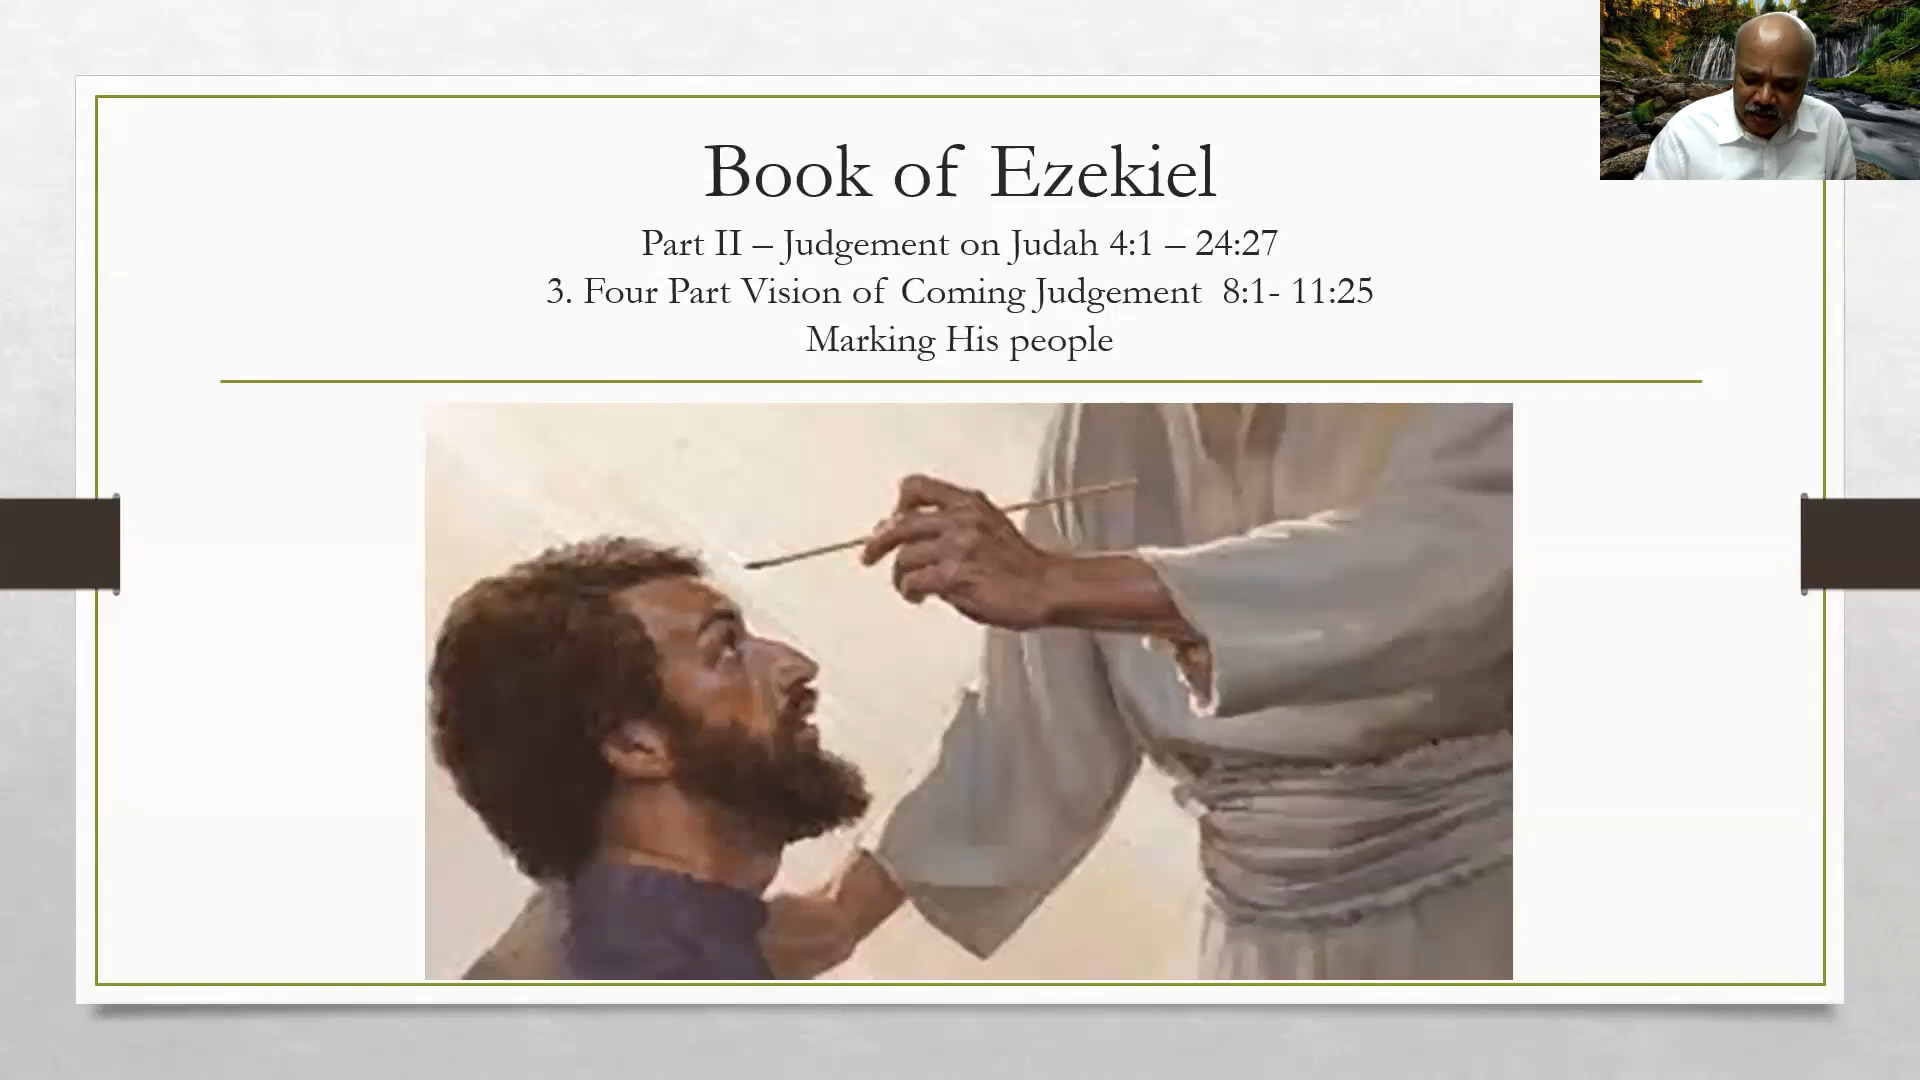 Book of Ezekiel
Part II – Judgement on Judah 4:1 – 24:27
3. Four Part Vision of Coming Judgement  8:1- 11:25
Marking His people